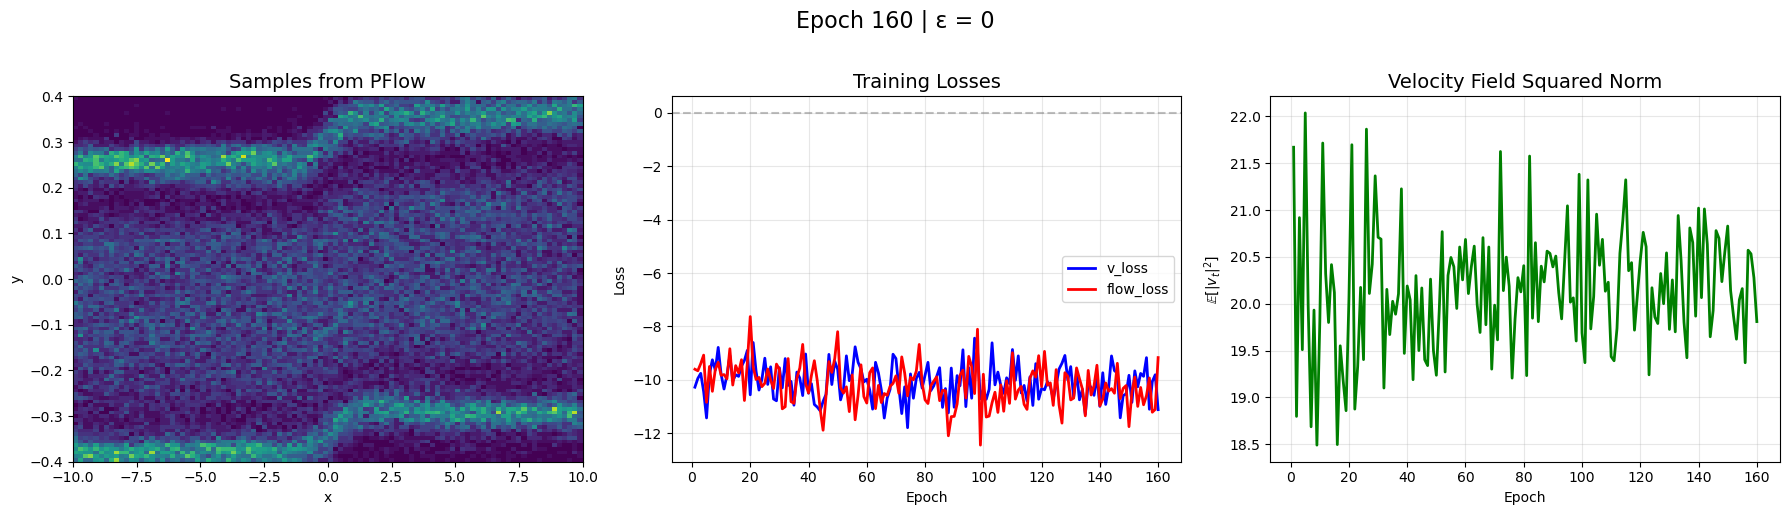 Epoch 160 | ε = 0
Samples from PFlow
0.4
0.3
0.2
0.1
0.0
−0.1
−0.2
−0.3
−0.4
y
−10.0 −7.5 −5.0 −2.5 0.0 2.5 5.0 7.5 10.0
x
Training Losses
0
−2
−4
−6
−8
−10
−12
Loss
v_loss
flow_loss
0 20 40 60 80 100 120 140 160
Epoch
Velocity Field Squared Norm
22.0
21.5
21.0
20.5
20.0
19.5
19.0
18.5
𝔼[|v_t|²]
0 20 40 60 80 100 120 140 160
Epoch